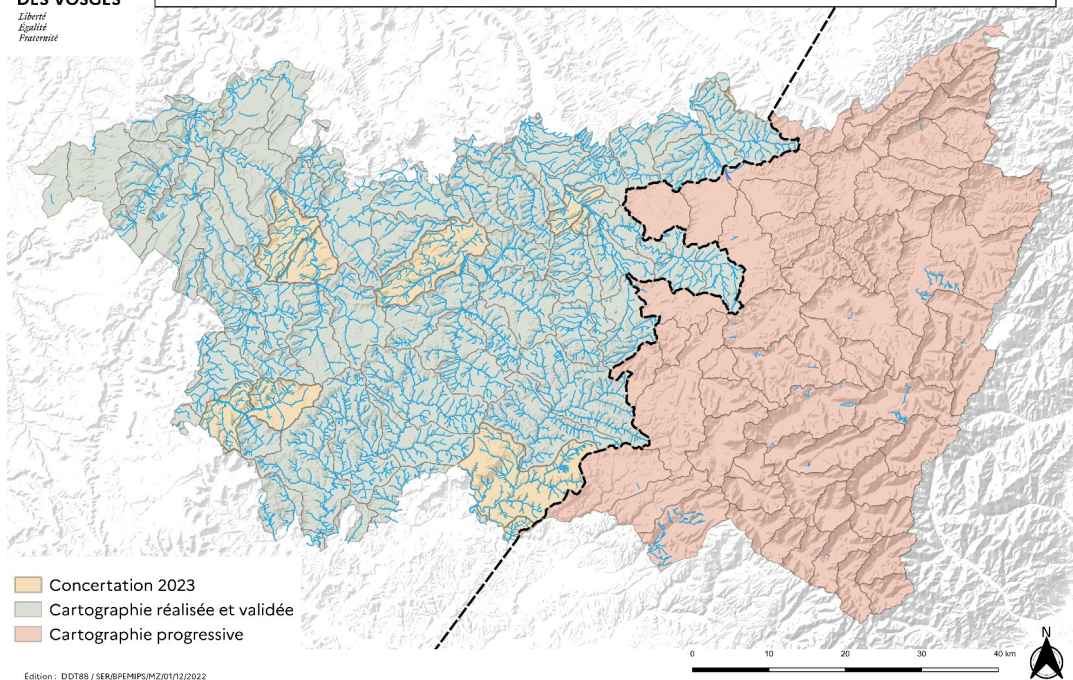 DES VOSGES
Liberté
Égalité
Fraternité
Concertation 2023
Cartographie réalisée et validée
Cartographie progressive
N
0 10 20 30 40 km
Édition : DDT88 / SER/BPEMIPS/MZ/01/12/2022